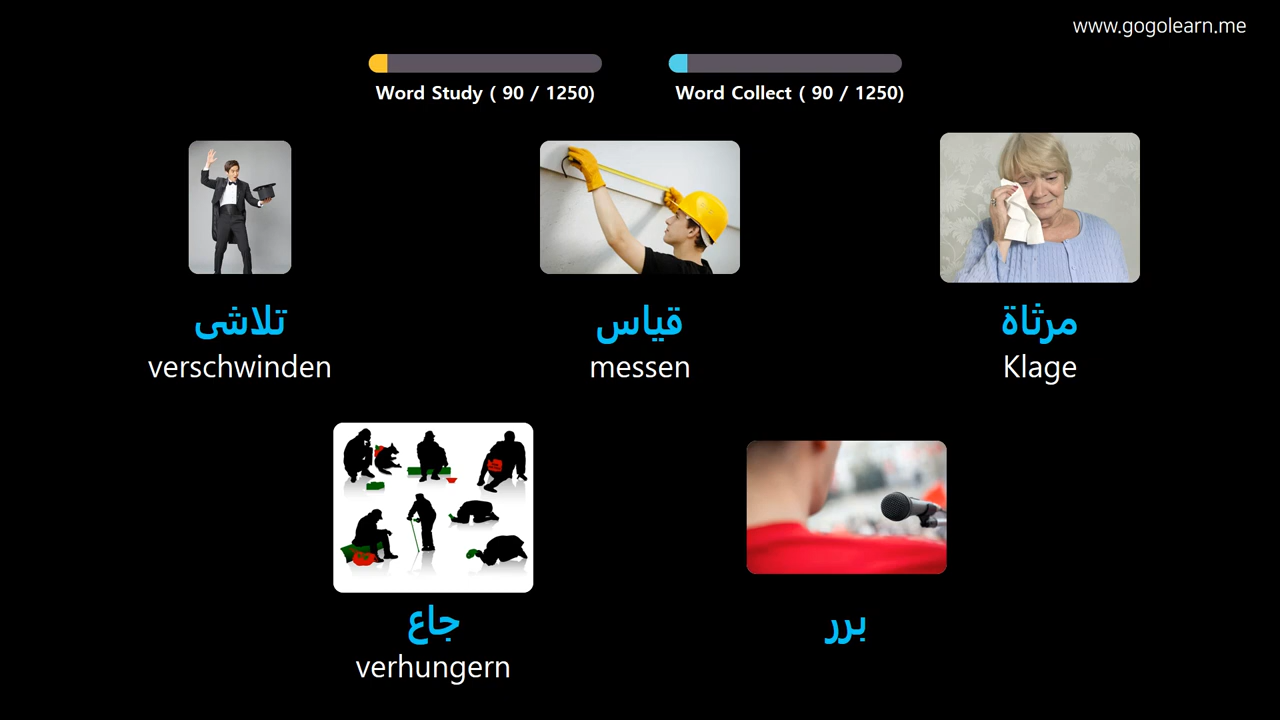 www.gogolearn.me
Word Study ( 90 / 1250)
Word Collect ( 90 / 1250)
تلاشى
verschwinden
قياس
messen
مرثاة
Klage
جاع
verhungern
برر